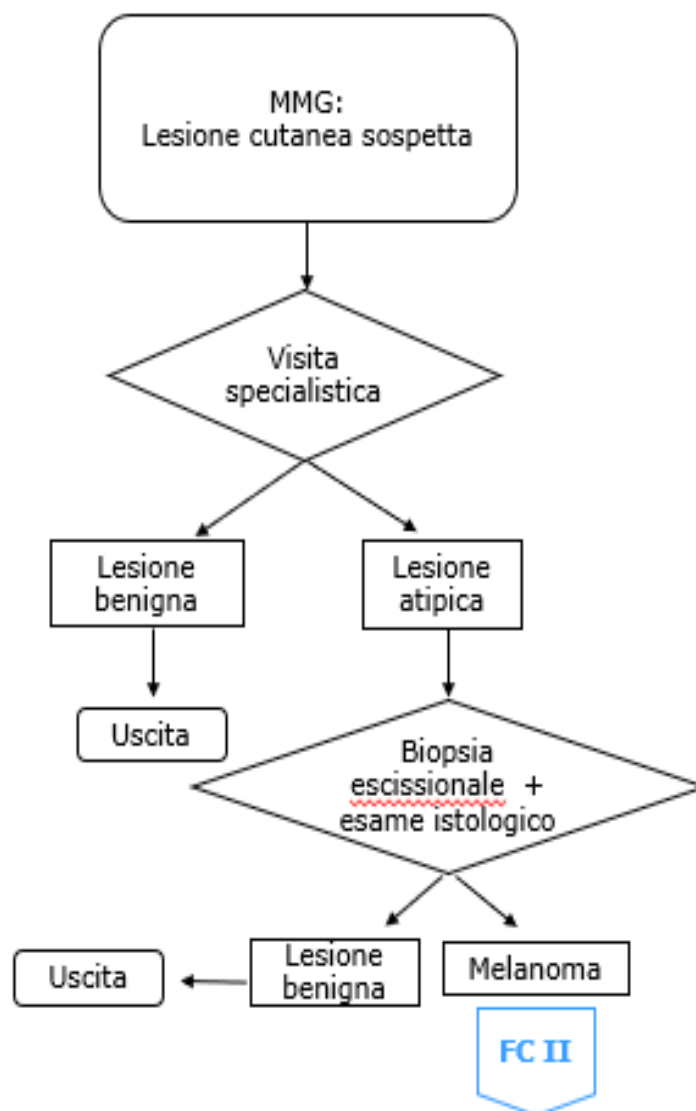 MMG:
Lesione cutanea sospetta
Visita
specialistica
Lesione
benigna
Lesione
atipica
Uscita
Biopsia
escissionale +
esame istologico
Uscita
Lesione
benigna
Melanoma
FC II